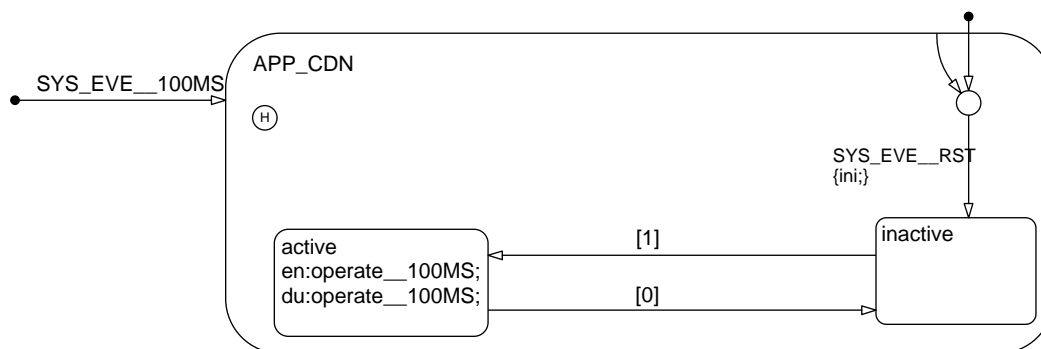 APP_CDN
SYS_EVE__100MS
H
SYS_EVE__RST
{ini;}
active
en:operate__100MS;
du:operate__100MS;
[1]
[0]
inactive